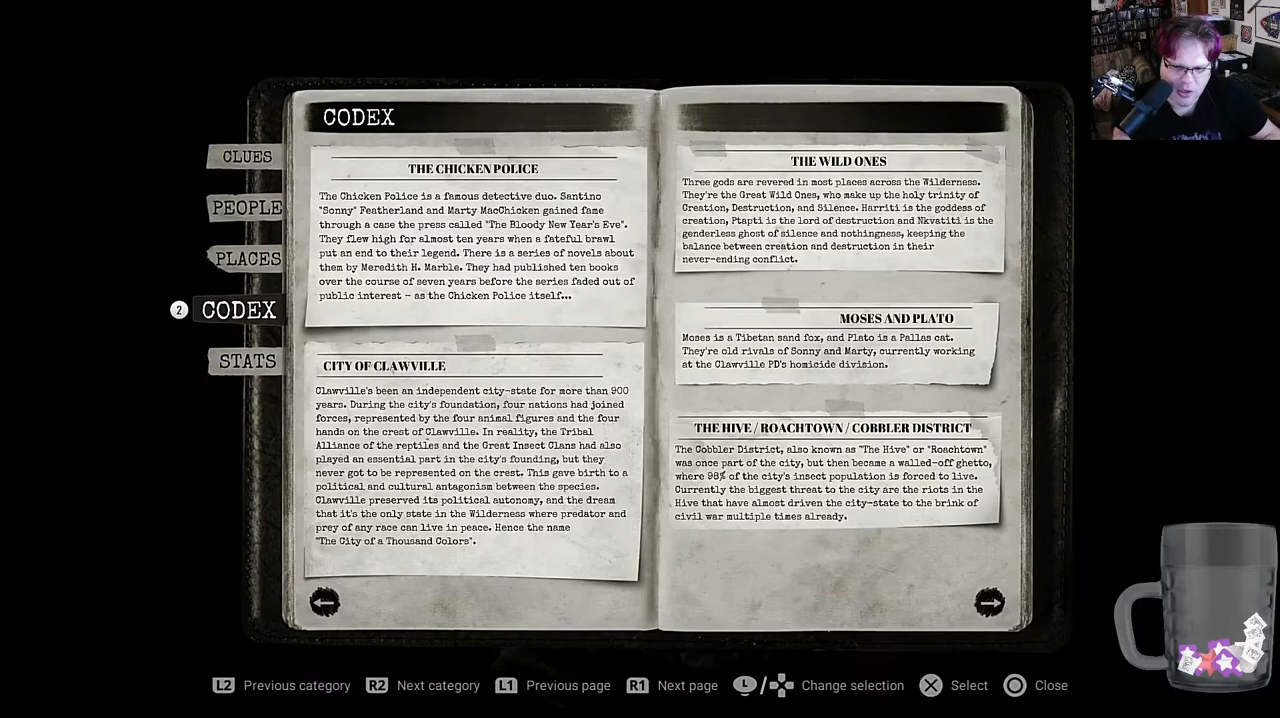 CODEX
CLUES
PEOPLE
PLACES
2 CODEX
STATS
THE CHICKEN POLICE
The Chicken Police is a famous detective duo. Santino
"Sonny" Featherland and Marty MacChicken gained fame
through a case the press called "The Bloody New Year's Eve".
They flew high for almost ten years when a fateful brawl
put an end to their legend. There is a series of novels about
them by Meredith H. Marble. They had published ten books
over the course of seven years before the series faded out of
public interest - as the Chicken Police itself...
CITY OF CLAWVILLE
Clawville's been an independent city-state for more than 900
years. During the city's foundation, four nations had joined
forces, represented by the four animal figures and the four
hands on the crest of Clawville. In reality, the Tribal
Alliance of the reptiles and the Great Insect Clans had also
played an essential part in the city's founding, but they
never got to be represented on the crest. This gave birth to a
political and cultural antagonism between the species.
Clawville preserved its political autonomy, and the dream
that it's the only state in the Wilderness where predator and
prey of any race can live in peace. Hence the name
"The City of a Thousand Colors".
THE WILD ONES
Three gods are revered in most places across the Wilderness.
They're the Great Wild Ones, who make up the holy trinity of
Creation, Destruction, and Silence. Harriti is the goddess of
creation, Ptapti is the lord of destruction and Nkvatiti is the
genderless ghost of silence and nothingness, keeping the
balance between creation and destruction in their
never-ending conflict.
MOSES AND PLATO
Moses is a Tibetan sand fox, and Plato is a Pallas cat.
They're old rivals of Sonny and Marty, currently working
at the Clawville PD's homicide division.
THE HIVE / ROACHTOWN / COBBLER DISTRICT
The Cobbler District, also known as "The Hive" or "Roachtown"
was once part of the city, but then became a walled-off ghetto,
where 98% of the city's insect population is forced to live.
Currently the biggest threat to the city are the riots in the
Hive that have almost driven the city-state to the brink of
civil war multiple times already.
L2 Previous category R2 Next category L1 Previous page R1 Next page L / Change selection Select Close